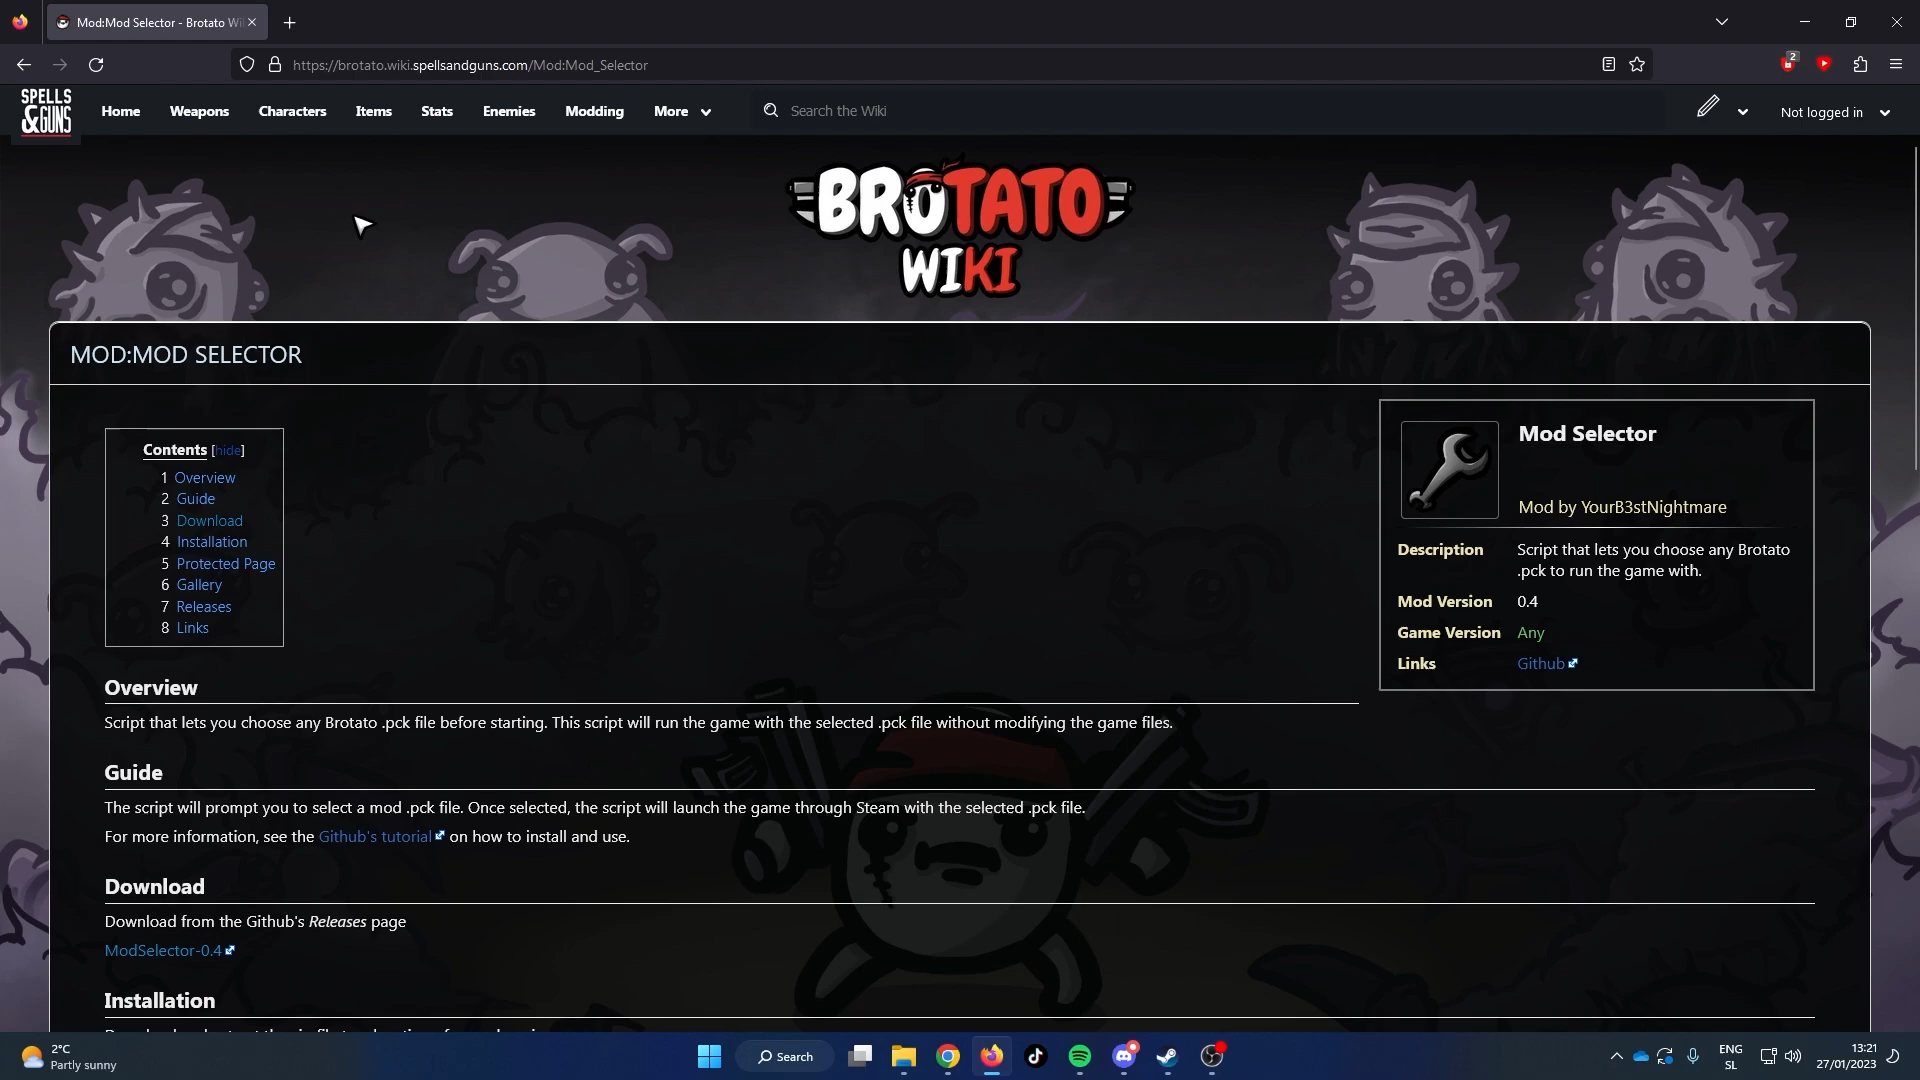 Mod:Mod Selector - Brotato Wi
https://brotato.wiki.spellsandguns.com/Mod:Mod_Selector
2
SPELLS
&GUNS
Home
Weapons
Characters
Items
Stats
Enemies
Modding
More
Search the Wiki
Not logged in
BROTATO
WIKI
MOD:MOD SELECTOR
Contents [hide]
1 Overview
2 Guide
3 Download
4 Installation
5 Protected Page
6 Gallery
7 Releases
8 Links
Mod Selector
Mod by YourB3stNightmare
Description Script that lets you choose any Brotato
.pck to run the game with.
Mod Version 0.4
Game Version Any
Links Github
Overview
Script that lets you choose any Brotato .pck file before starting. This script will run the game with the selected .pck file without modifying the game files.
Guide
The script will prompt you to select a mod .pck file. Once selected, the script will launch the game through Steam with the selected .pck file.
For more information, see the Github's tutorial on how to install and use.
Download
Download from the Github's Releases page
ModSelector-0.4
Installation
2°C
Partly sunny
Search
ENG
SL
13:21
27/01/2023